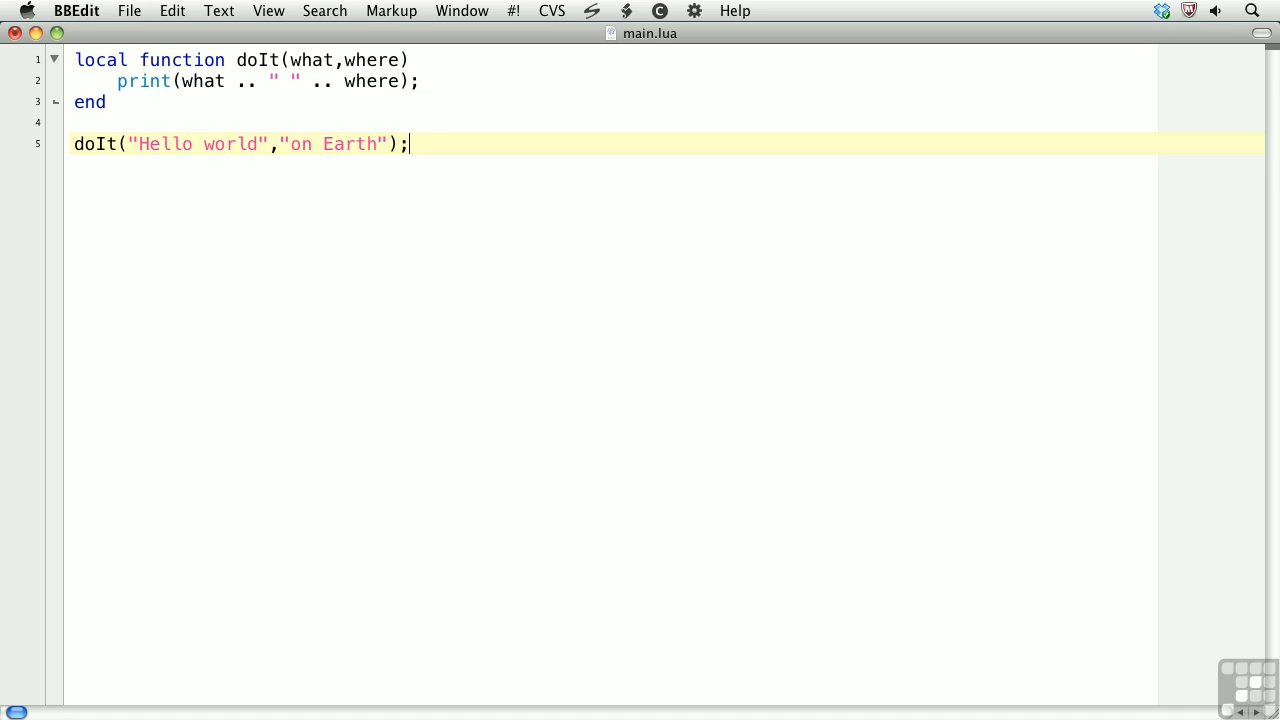 BBEdit File Edit Text View Search Markup Window #! CVS Help
main.lua
1 local function doIt(what,where)
2 print(what .. " " .. where);
3 end
4
5 doIt("Hello world","on Earth");